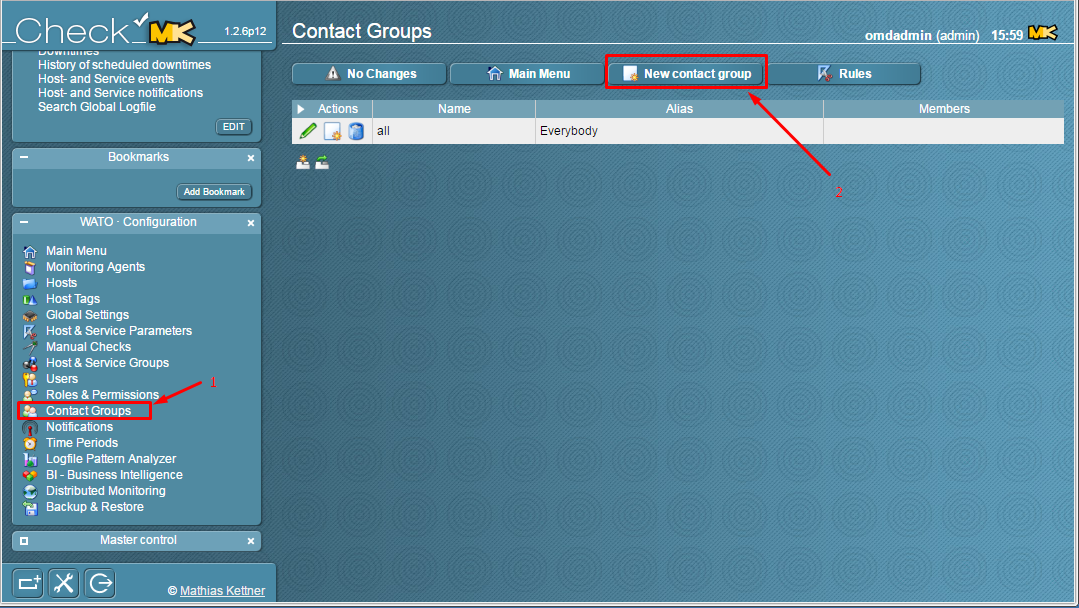 Check_MK 1.2.6p12
Downtimes
History of scheduled downtimes
Host- and Service events
Host- and Service notifications
Search Global Logfile
EDIT
Bookmarks
Add Bookmark
WATO · Configuration
Main Menu
Monitoring Agents
Hosts
Host Tags
Global Settings
Host & Service Parameters
Manual Checks
Host & Service Groups
Users
Roles & Permissions
1
Contact Groups
Notifications
Time Periods
Logfile Pattern Analyzer
BI - Business Intelligence
Distributed Monitoring
Backup & Restore
Master control
© Mathias Kettner
Contact Groups
omdadmin (admin) 15:59 MK
No Changes Main Menu New contact group Rules
Actions Name Alias Members
all Everybody
2